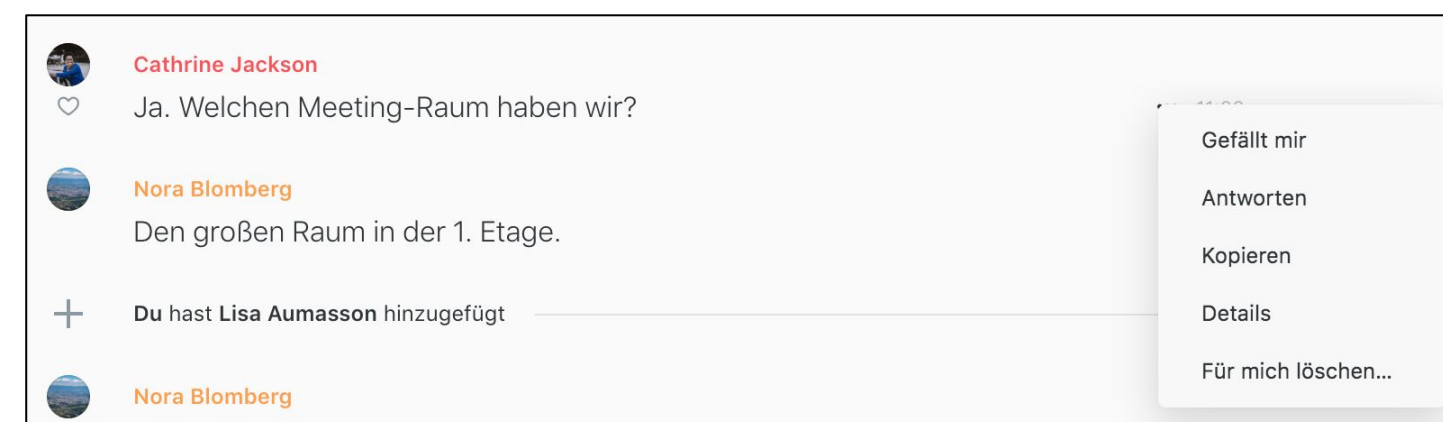 Cathrine Jackson
Ja. Welchen Meeting-Raum haben wir?
Nora Blomberg
Den großen Raum in der 1. Etage.
Du hast Lisa Aumasson hinzugefügt
Nora Blomberg
Gefällt mir
Antworten
Kopieren
Details
Für mich löschen...